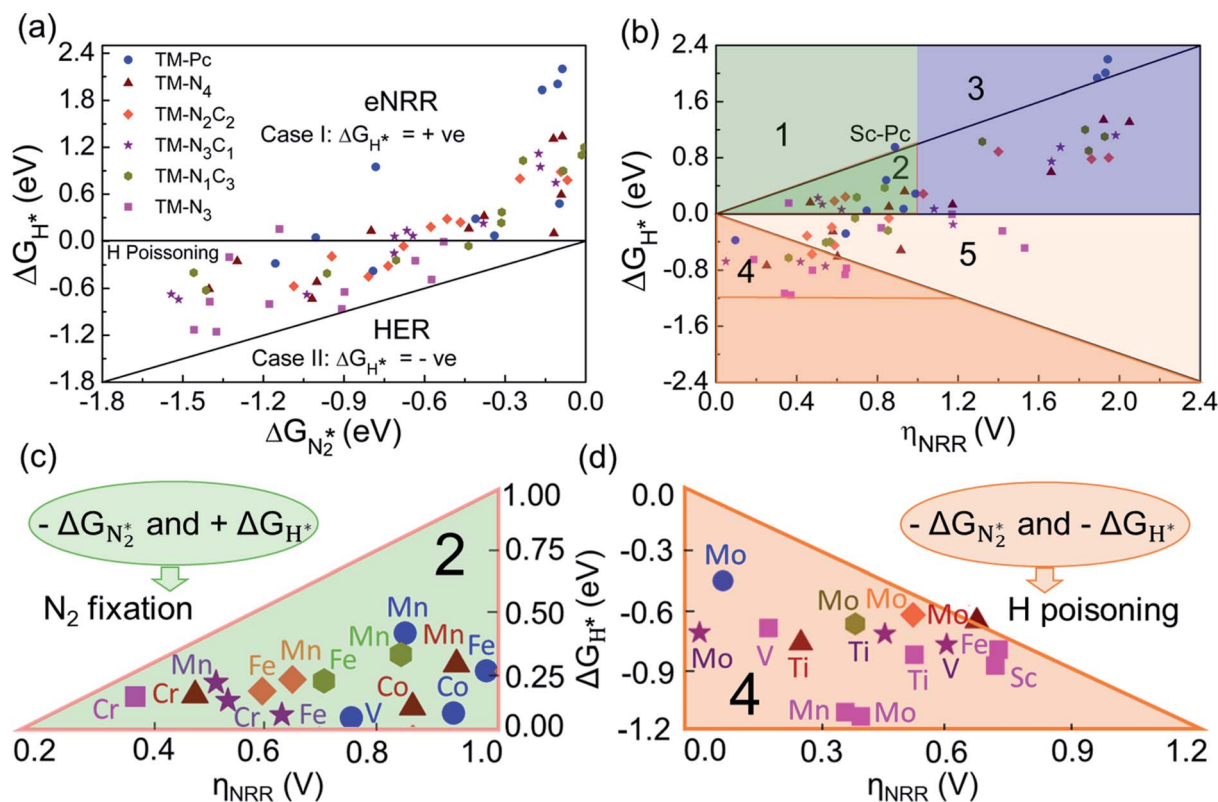 (a)
2.4
1.8
1.2
0.6
0.0
-0.6
-1.2
-1.8
ΔG_H* (eV)
TM-Pc
TM-N₄
TM-N₂C₂
TM-N₃C₁
TM-N₁C₃
TM-N₃
eNRR
Case I: ΔG_H* = + ve
H Poissoning
HER
Case II: ΔG_H* = - ve
-1.8 -1.5 -1.2 -0.9 -0.6 -0.3 0.0
ΔG_N₂* (eV)
(b)
2.4
1.2
0.0
-1.2
-2.4
ΔG_H* (eV)
1
3
Sc-Pc
2
4
5
0.0 0.4 0.8 1.2 1.6 2.0 2.4
η_NRR (V)
(c)
- ΔG_N₂* and + ΔG_H*
N₂ fixation
2
Mn
Mn
Mn
Fe
Mn
Fe
Mn
Fe
Cr
Cr
Cr
Fe
V
Co
Co
1.00
0.75
0.50
0.25
0.00
ΔG_H* (eV)
0.2 0.4 0.6 0.8 1.0
η_NRR (V)
(d)
0.0
-0.3
-0.6
-0.9
-1.2
- ΔG_N₂* and - ΔG_H*
H poisoning
Mo
Mo
Mo
Mo
Mo
V
Ti
Ti
Ti
V
Fe
Sc
4
Mn
Mo
0.0 0.3 0.6 0.9 1.2
η_NRR (V)